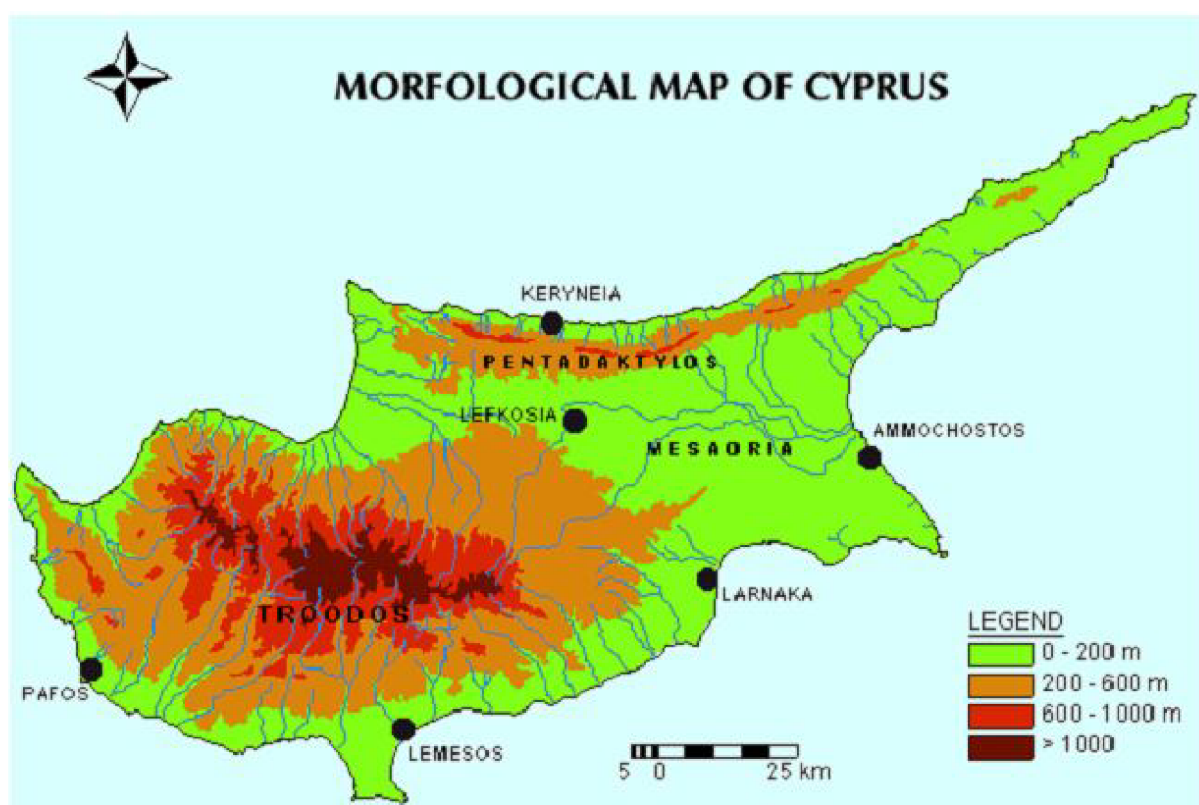 MORFOLOGICAL MAP OF CYPRUS
KERYNEIA
PENTADAKTYLOS
LEFKOSIA
AMMOCHOSTOS
MESAORIA
LARNAKA
TROODOS
PAFOS
LEMESOS
LEGEND
0 - 200 m
200 - 600 m
600 - 1000 m
> 1000
5 0 25 km